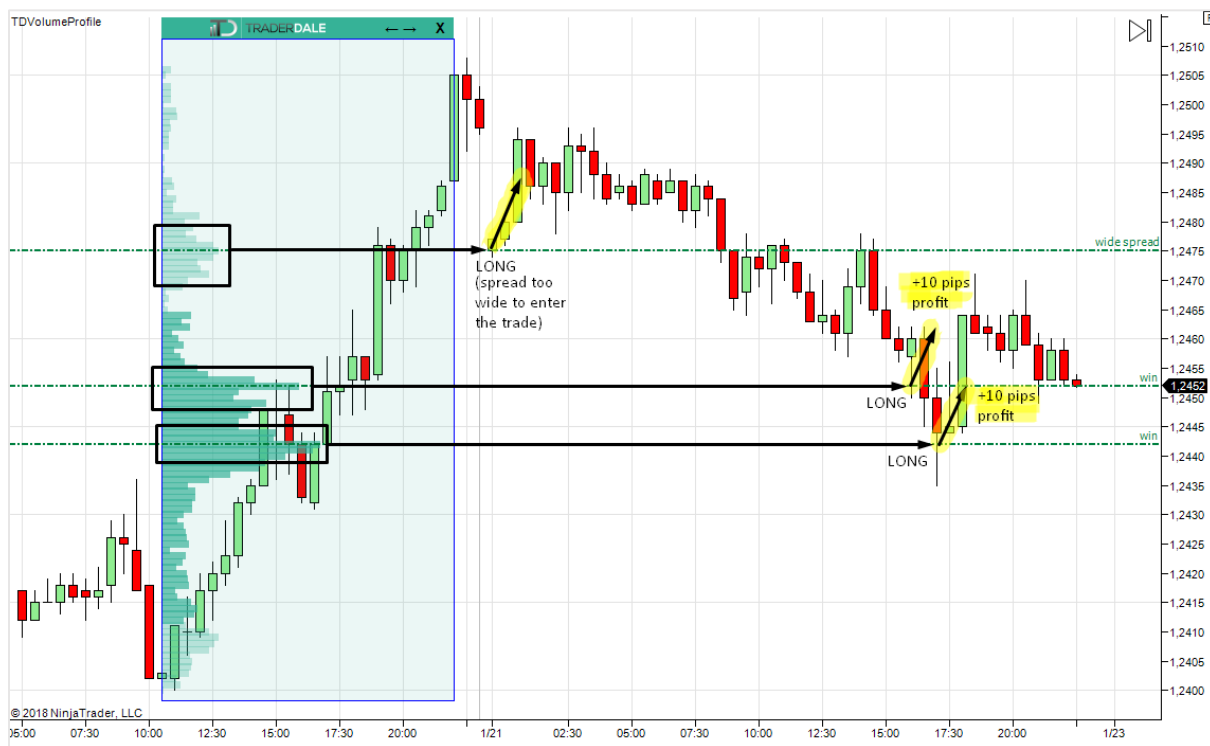 TDVolumeProfile
TD TRADERDALE ←→ X
1,2510
1,2505
1,2500
1,2495
1,2490
1,2485
1,2480
wide spread
1,2475
LONG
(spread too
wide to enter
the trade)
1,2470
+10 pips
profit
1,2465
1,2460
1,2455
win
1,2452
1,2450
LONG
+10 pips
profit
1,2445
win
LONG
1,2440
1,2435
1,2430
1,2425
1,2420
1,2415
1,2410
1,2405
1,2400
© 2018 NinjaTrader, LLC
05:00 07:30 10:00 12:30 15:00 17:30 20:00 1/21 02:30 05:00 07:30 10:00 12:30 15:00 17:30 20:00 1/23